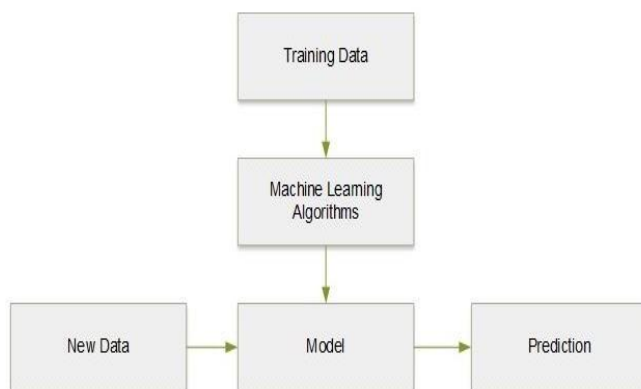 Training Data
Machine Learning
Algorithms
New Data
Model
Prediction